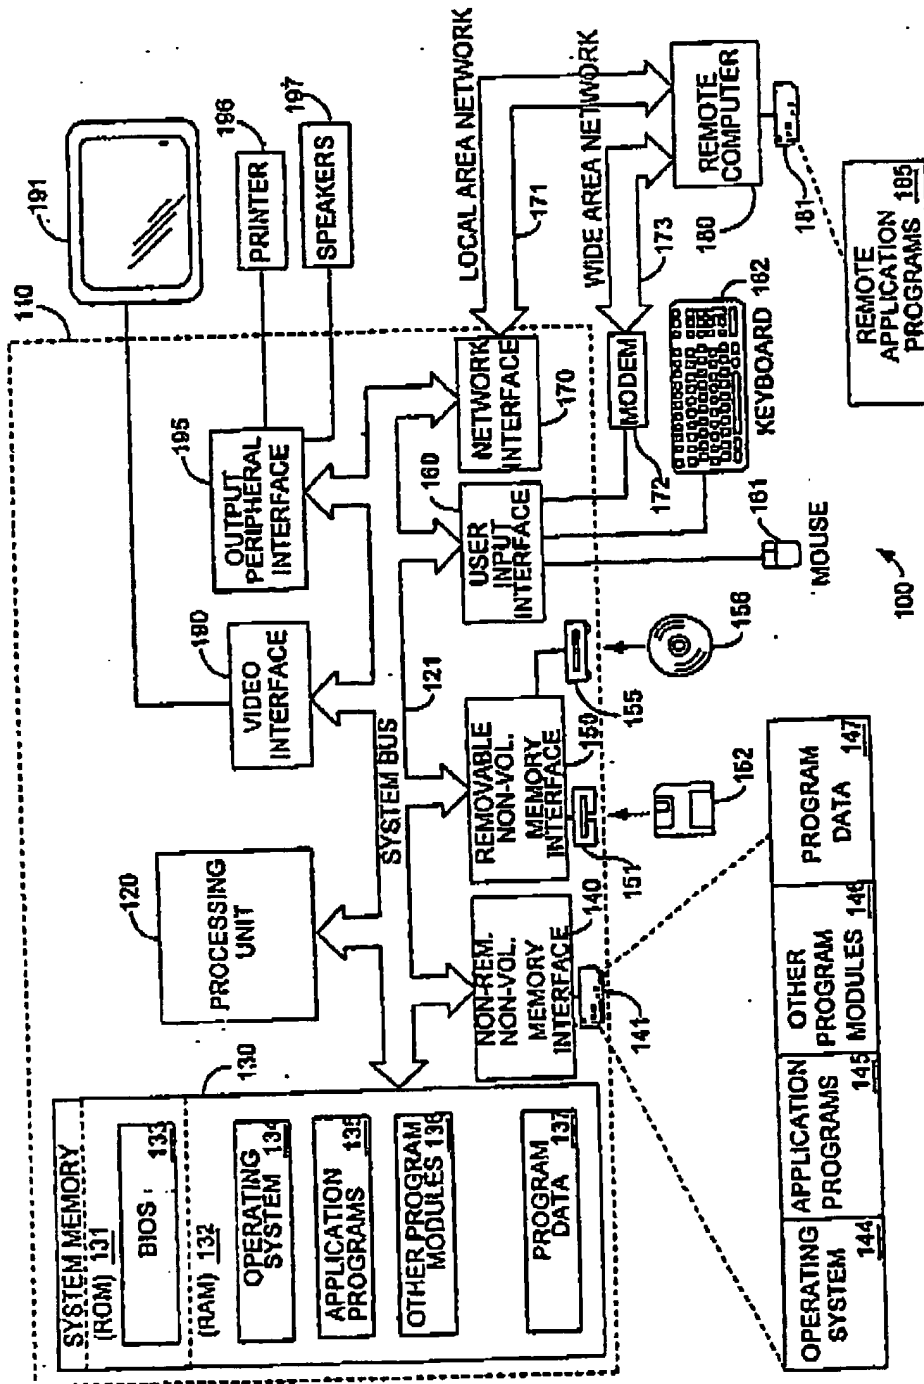 SYSTEM MEMORY
(ROM) 131
BIOS
133
(RAM) 132
OPERATING
SYSTEM 134
APPLICATION
PROGRAMS 135
OTHER PROGRAM
MODULES 136
PROGRAM
DATA 137
130
120
PROCESSING
UNIT
190
VIDEO
INTERFACE
195
OUTPUT
PERIPHERAL
INTERFACE
110
191
196
PRINTER
197
SPEAKERS
SYSTEM BUS
121
NON-REM.
NON-VOL.
MEMORY
INTERFACE 140
REMOVABLE
NON-VOL.
MEMORY 150
INTERFACE
160
USER
INPUT
INTERFACE
NETWORK
INTERFACE
170
LOCAL AREA NETWORK
171
WIDE AREA NETWORK
173
MODEM
172
REMOTE
COMPUTER
180
181
141
151
155
152
156
MOUSE
161
KEYBOARD 162
REMOTE
APPLICATION
PROGRAMS 185
OPERATING
SYSTEM 144
APPLICATION
PROGRAMS 145
OTHER
PROGRAM
MODULES 146
PROGRAM
DATA 147
100